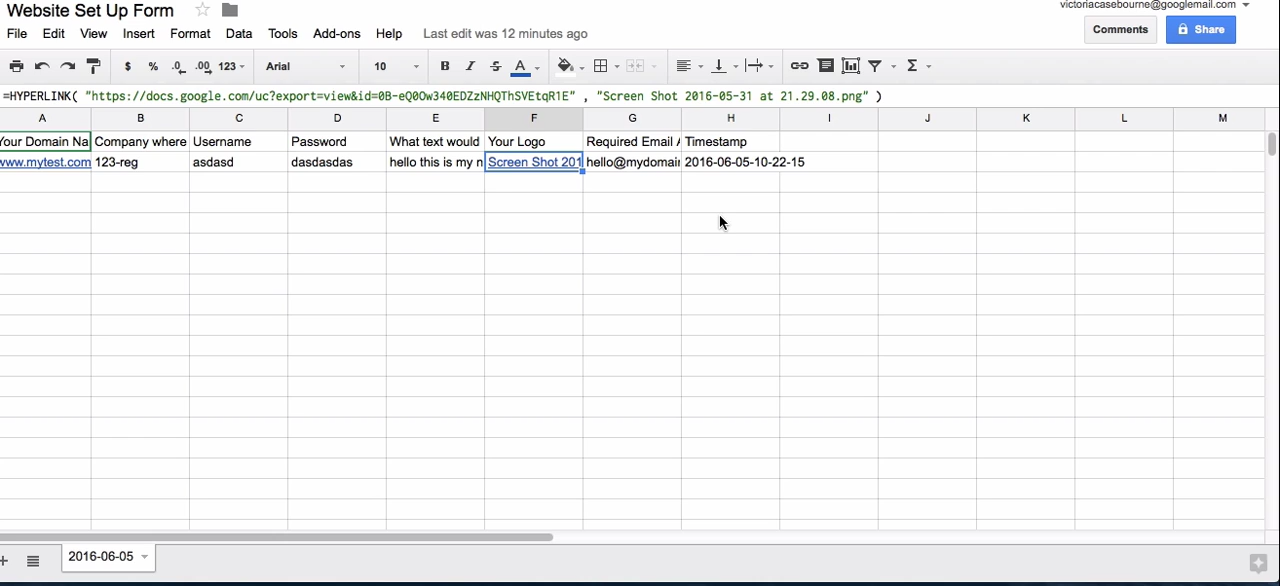 Website Set Up Form
victoriacasebourne@googlemail.com
File Edit View Insert Format Data Tools Add-ons Help Last edit was 12 minutes ago
Comments Share
$ % .0 .00 123 Arial 10 B I S A Σ
=HYPERLINK( "https://docs.google.com/uc?export=view&id=0B-eQ0Ow340EDZzNHQThSVEtqR1E" , "Screen Shot 2016-05-31 at 21.29.08.png" )
A B C D E F G H I J K L M
Your Domain Na Company where Username Password What text would Your Logo Required Email A Timestamp
www.mytest.com 123-reg asdasd dasdasdas hello this is my n Screen Shot 201 hello@mydomain 2016-06-05-10-22-15
2016-06-05